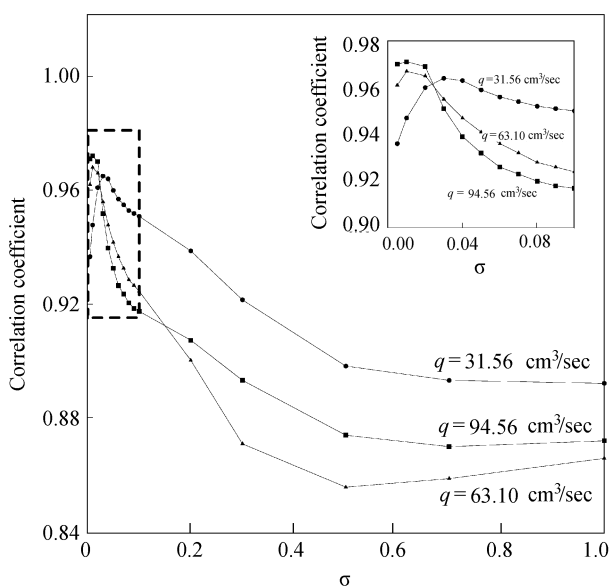 Correlation coefficient
1.00
0.96
0.92
0.88
0.84
0
0.2
0.4
0.6
0.8
1.0
σ
q = 31.56 cm³/sec
q = 94.56 cm³/sec
q = 63.10 cm³/sec
Correlation coefficient
0.98
0.96
0.94
0.92
0.90
0.00
0.04
0.08
σ
q = 31.56 cm³/sec
q = 63.10 cm³/sec
q = 94.56 cm³/sec